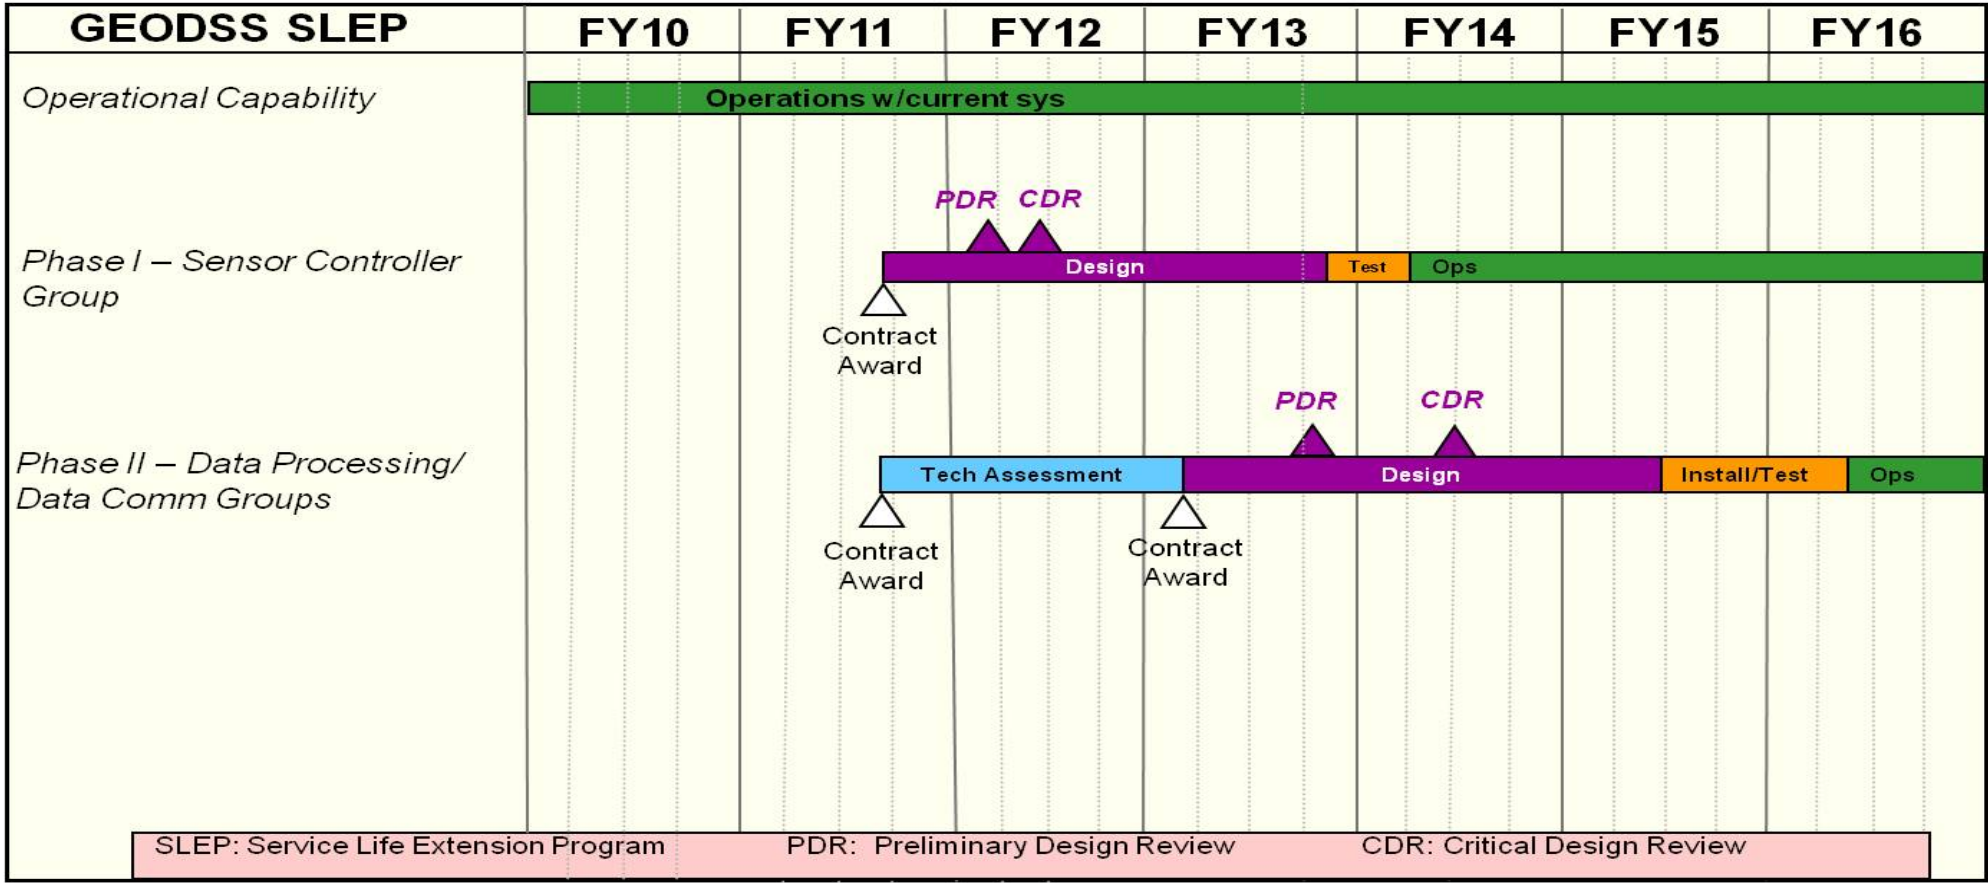 GEODSS SLEP FY10 FY11 FY12 FY13 FY14 FY15 FY16
Operational Capability
Operations w/current sys
PDR CDR
Phase I – Sensor Controller
Group
Design Test Ops
Contract
Award
PDR CDR
Phase II – Data Processing/
Data Comm Groups
Tech Assessment Design Install/Test Ops
Contract
Award
Contract
Award
SLEP: Service Life Extension Program PDR: Preliminary Design Review CDR: Critical Design Review